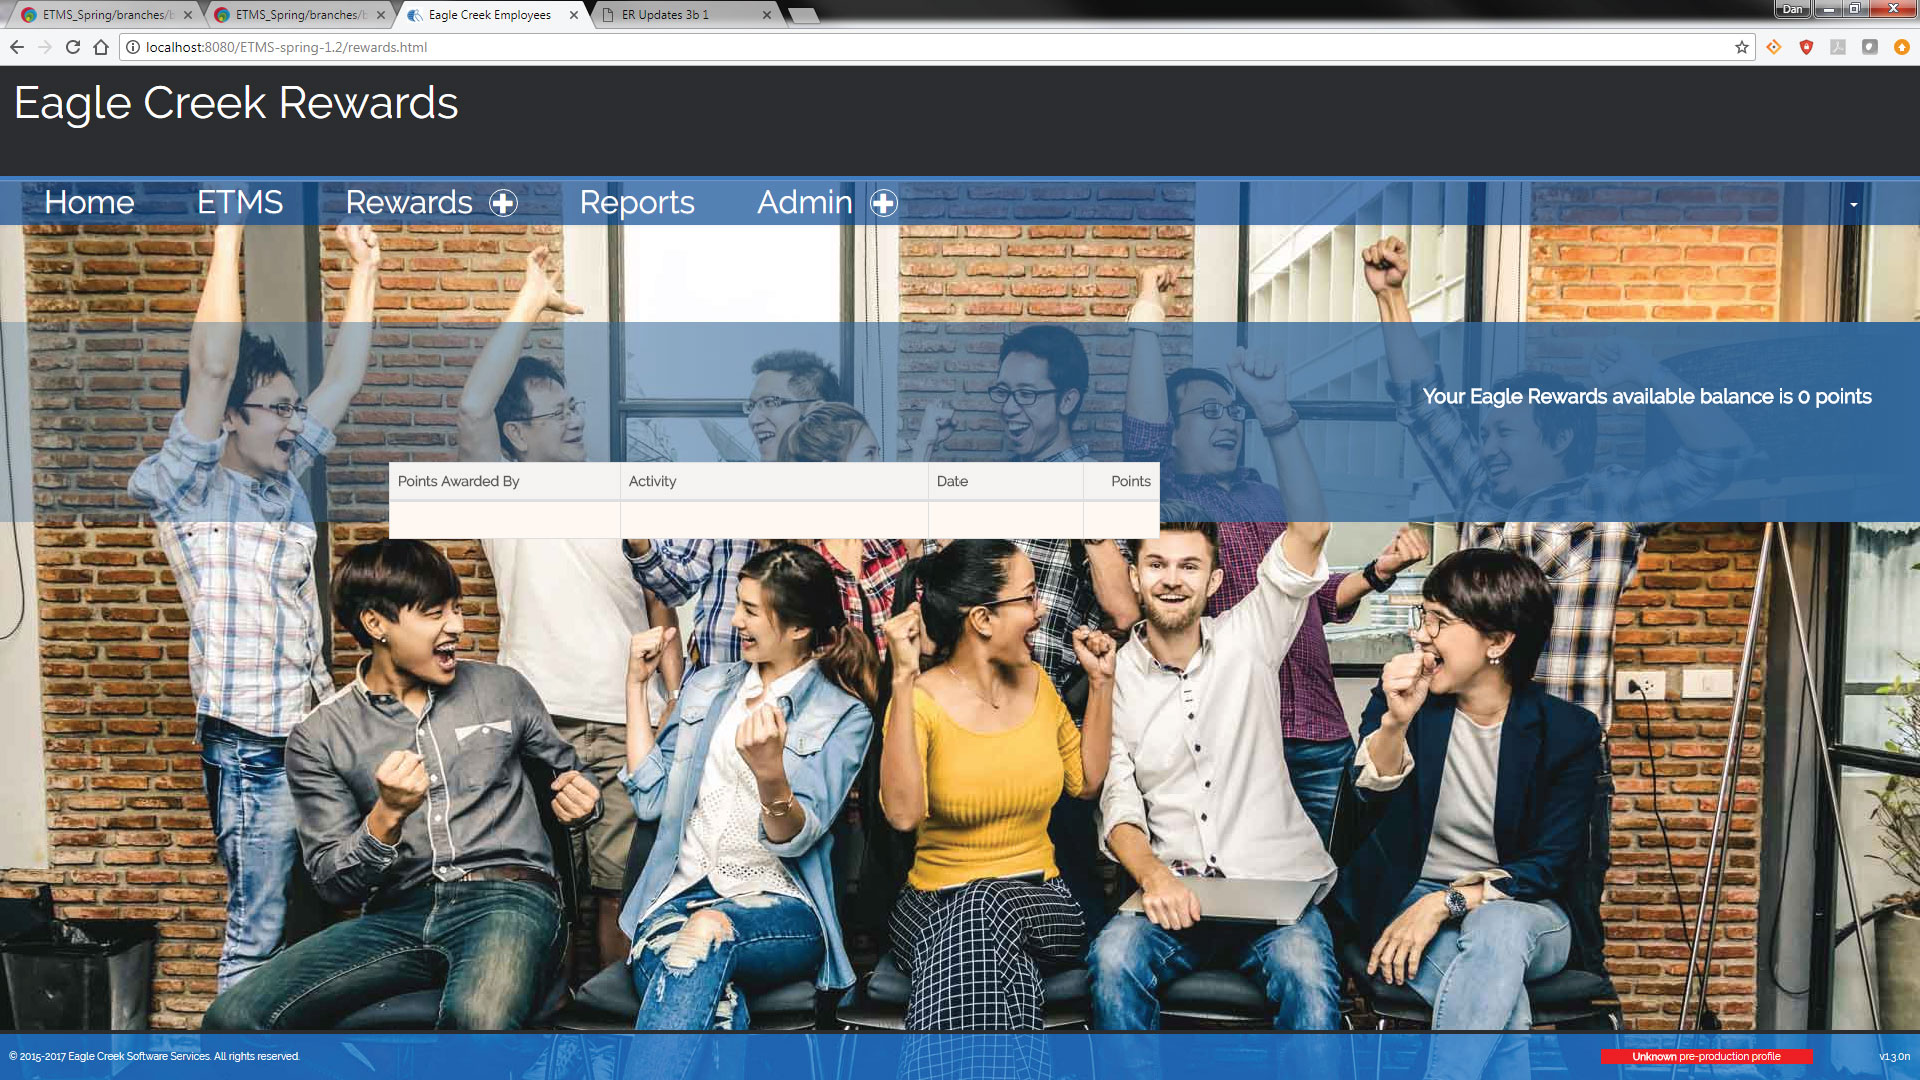 ETMS_Spring/branches/b
ETMS_Spring/branches/b
Eagle Creek Employees
ER Updates 3b 1
Dan
localhost:8080/ETMS-spring-1.2/rewards.html
Eagle Creek Rewards
Home ETMS Rewards Reports Admin
Your Eagle Rewards available balance is 0 points
Points Awarded By Activity Date Points
© 2015-2017 Eagle Creek Software Services. All rights reserved.
Unknown pre-production profile
v1.3.0n